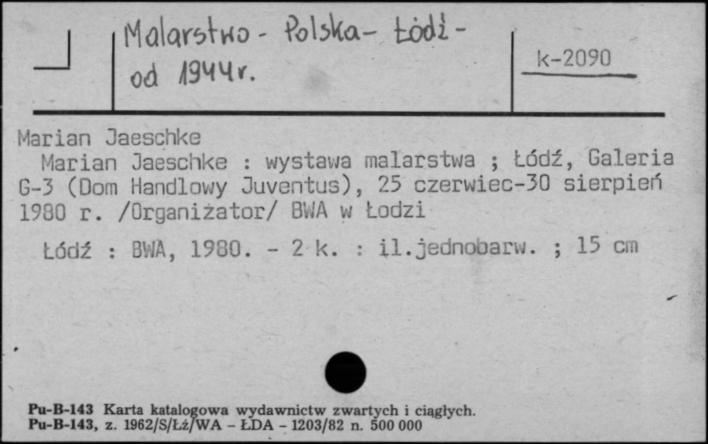 Malarstwo - Polska - Łódź -
od 1944r.
k-2090
Marian Jaeschke
Marian Jaeschke : wystawa malarstwa ; Łódź, Galeria
G-3 (Dom Handlowy Juventus), 25 czerwiec-30 sierpień
1980 r. /Organizator/ BWA w Łodzi
Łódź : BWA, 1980. - 2 k. : il.jednobarw. ; 15 cm
Pu-B-143 Karta katalogowa wydawnictw zwartych i ciągłych.
Pu-B-143, z. 1962/S/Łż/WA - ŁDA - 1203/82 n. 500 000